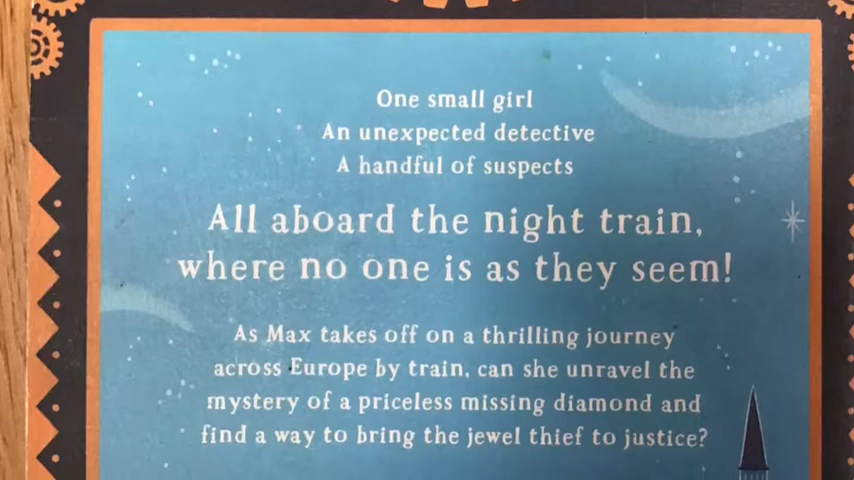 One small girl
An unexpected detective
A handful of suspects
All aboard the night train,
where no one is as they seem!
As Max takes off on a thrilling journey
across Europe by train, can she unravel the
mystery of a priceless missing diamond and
find a way to bring the jewel thief to justice?